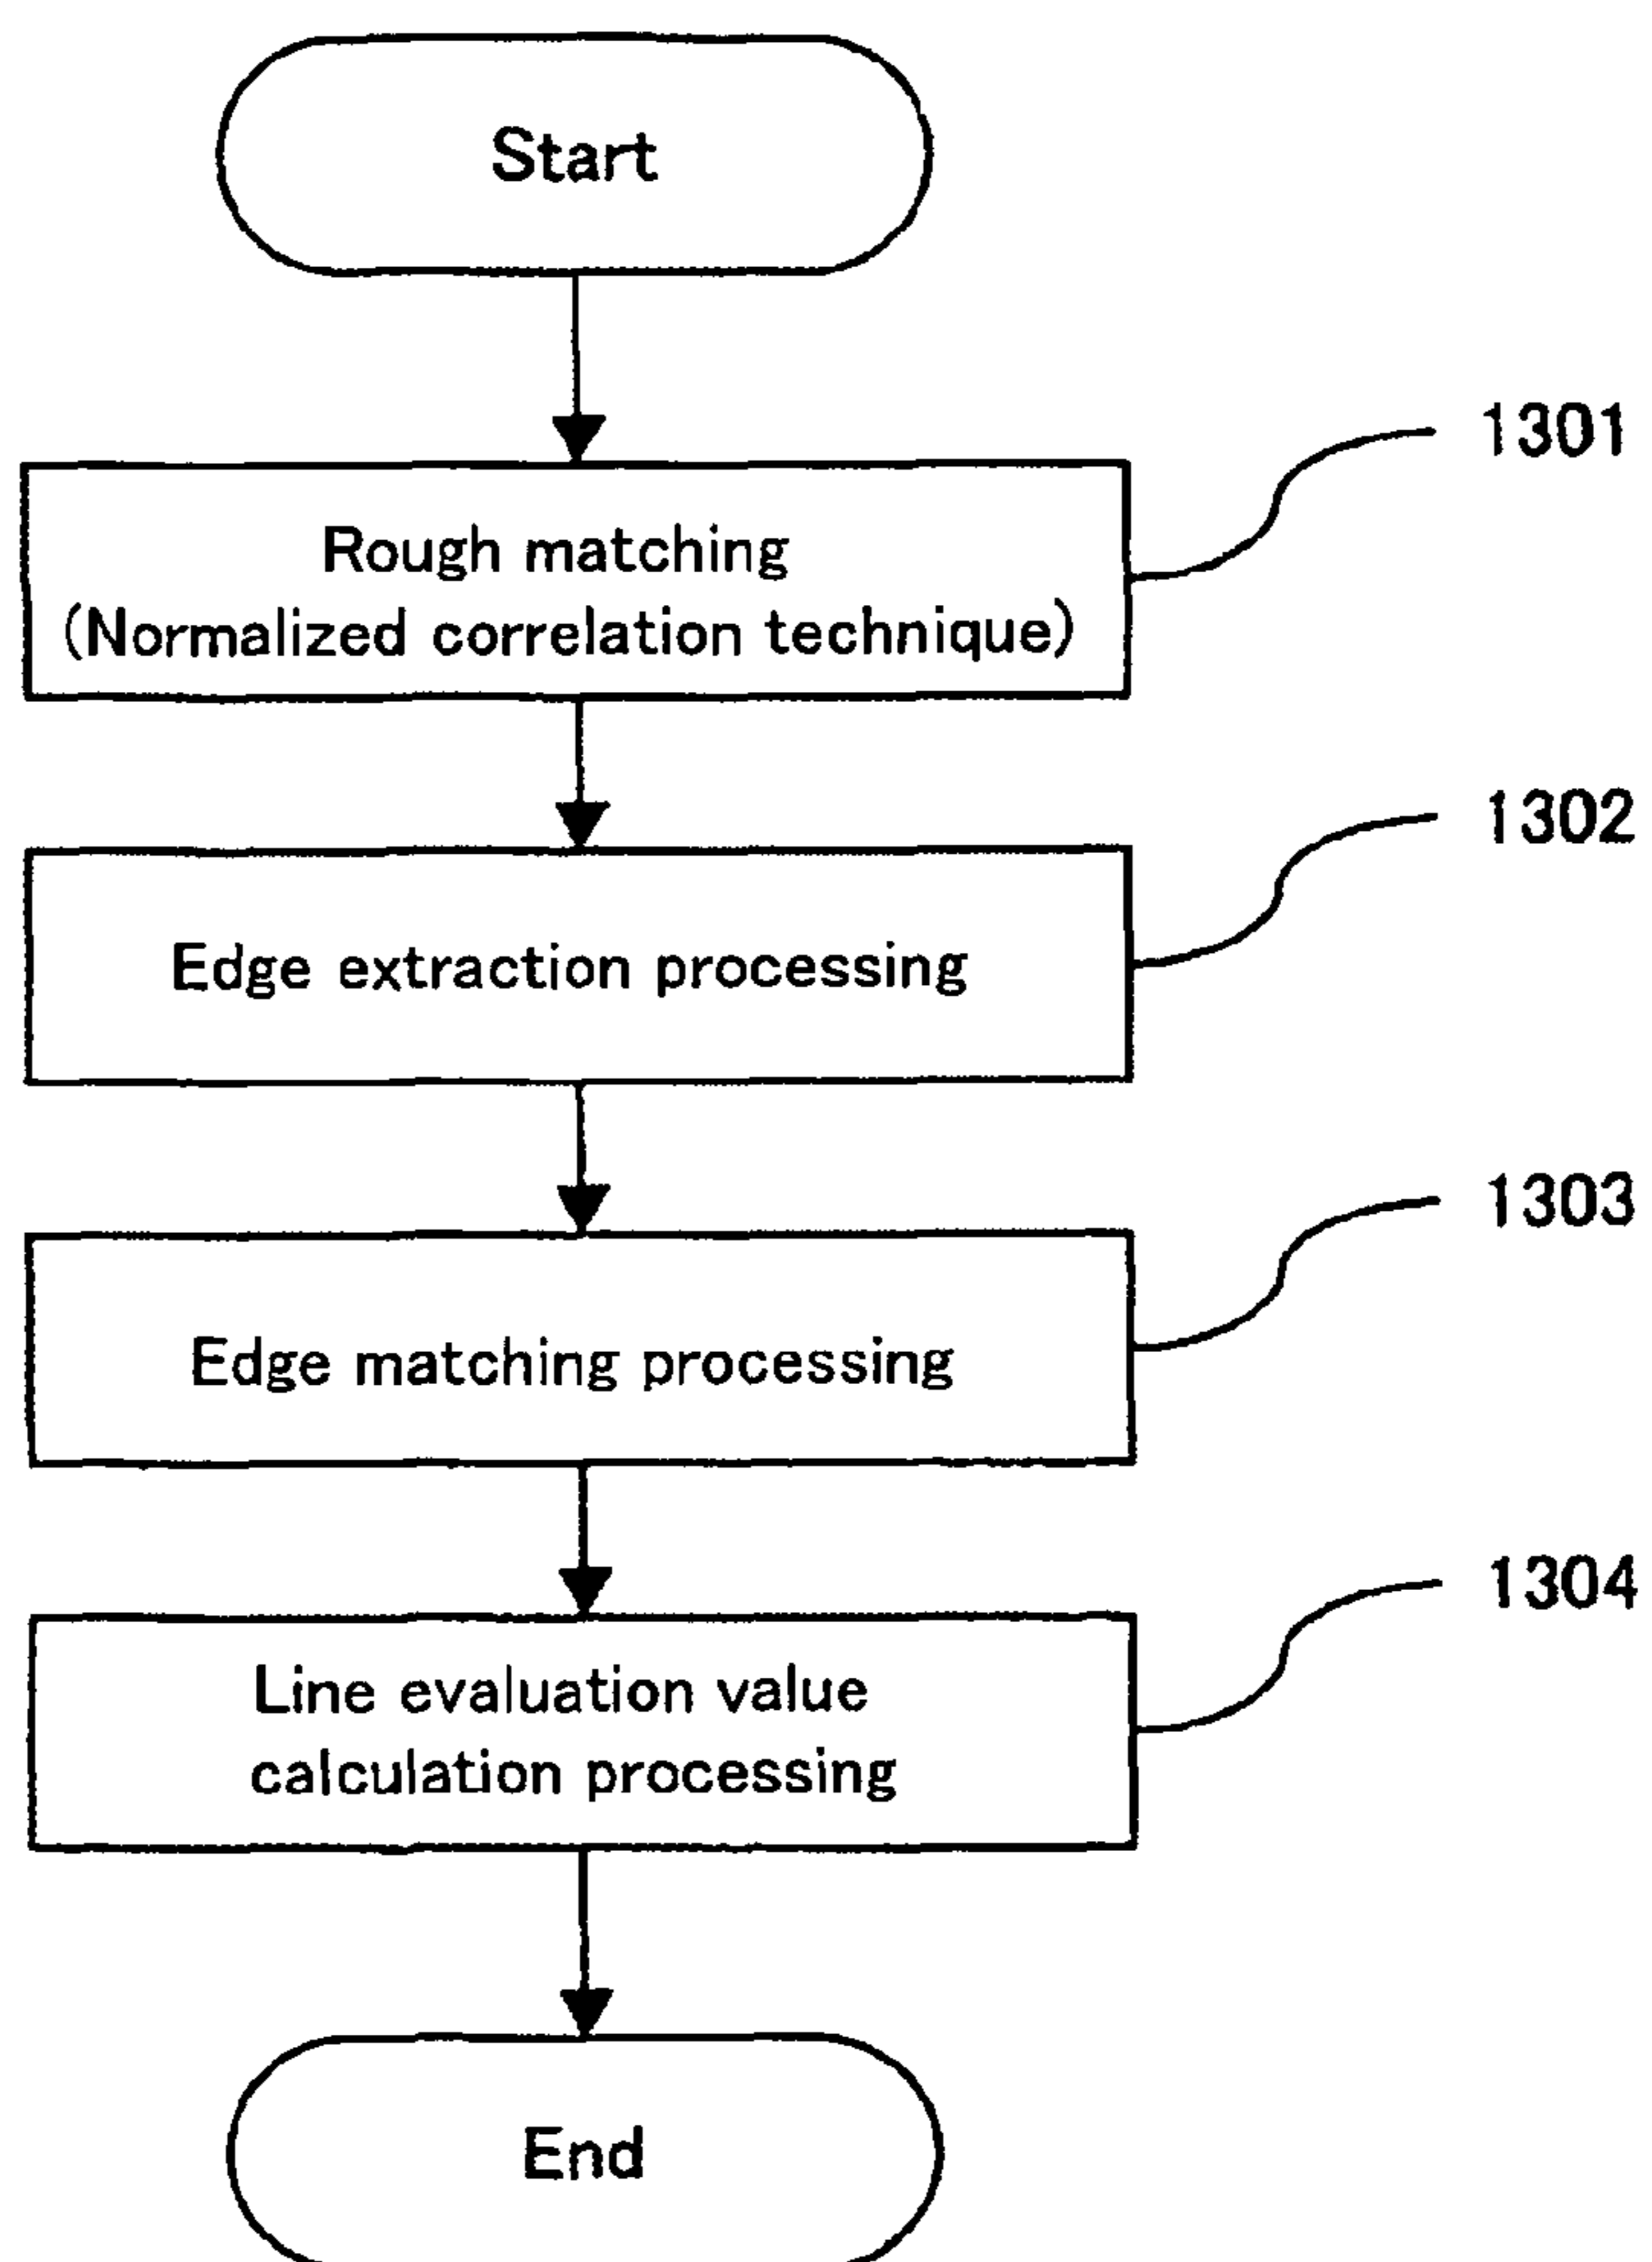 Start
1301
Rough matching
(Normalized correlation technique)
1302
Edge extraction processing
1303
Edge matching processing
1304
Line evaluation value
calculation processing
End